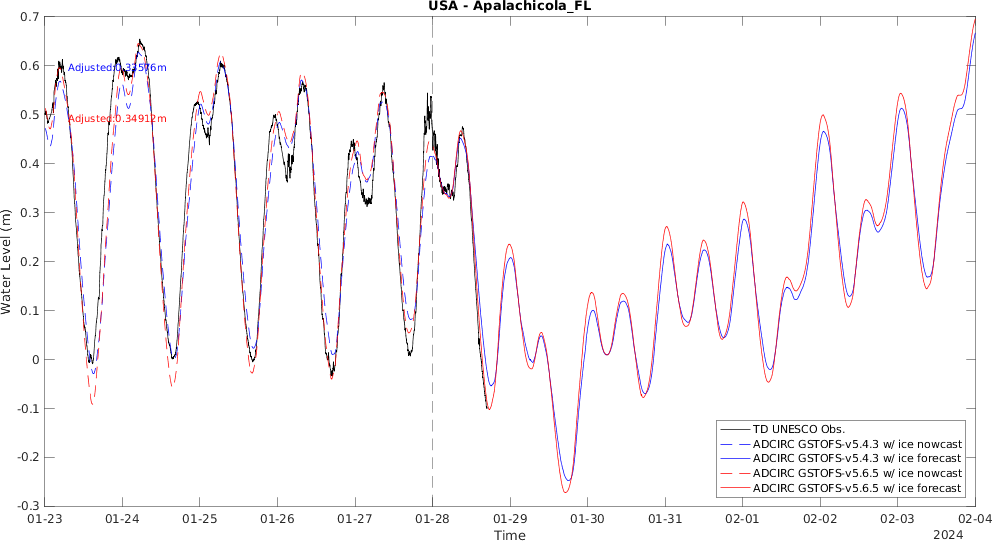 USA - Apalachicola_FL
Water Level (m)
0.7
0.6
0.5
0.4
0.3
0.2
0.1
0
-0.1
-0.2
-0.3
Adjusted:0.33576m
Adjusted:0.34912m
TD UNESCO Obs.
ADCIRC GSTOFS-v5.4.3 w/ ice nowcast
ADCIRC GSTOFS-v5.4.3 w/ ice forecast
ADCIRC GSTOFS-v5.6.5 w/ ice nowcast
ADCIRC GSTOFS-v5.6.5 w/ ice forecast
01-23 01-24 01-25 01-26 01-27 01-28 01-29 01-30 01-31 02-01 02-02 02-03 02-04
Time
2024